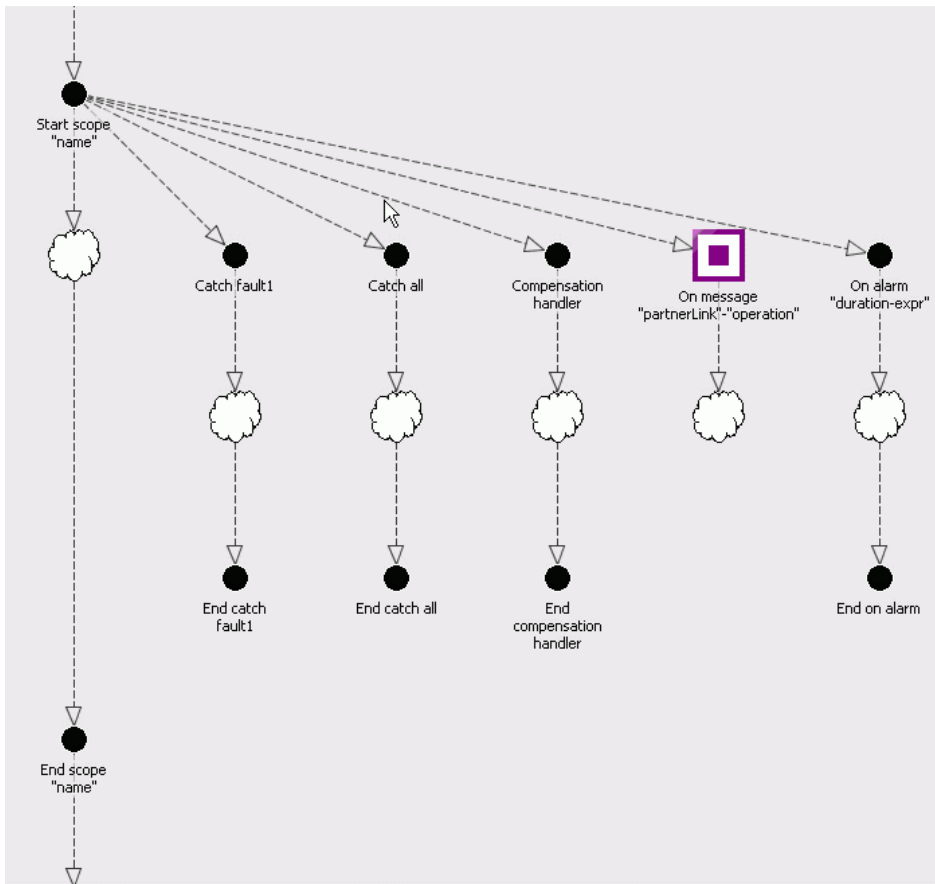 Start scope
"name"
Catch fault1
Catch all
Compensation
handler
On message
"partnerLink"-"operation"
On alarm
"duration-expr"
End catch
fault1
End catch all
End
compensation
handler
End on alarm
End scope
"name"